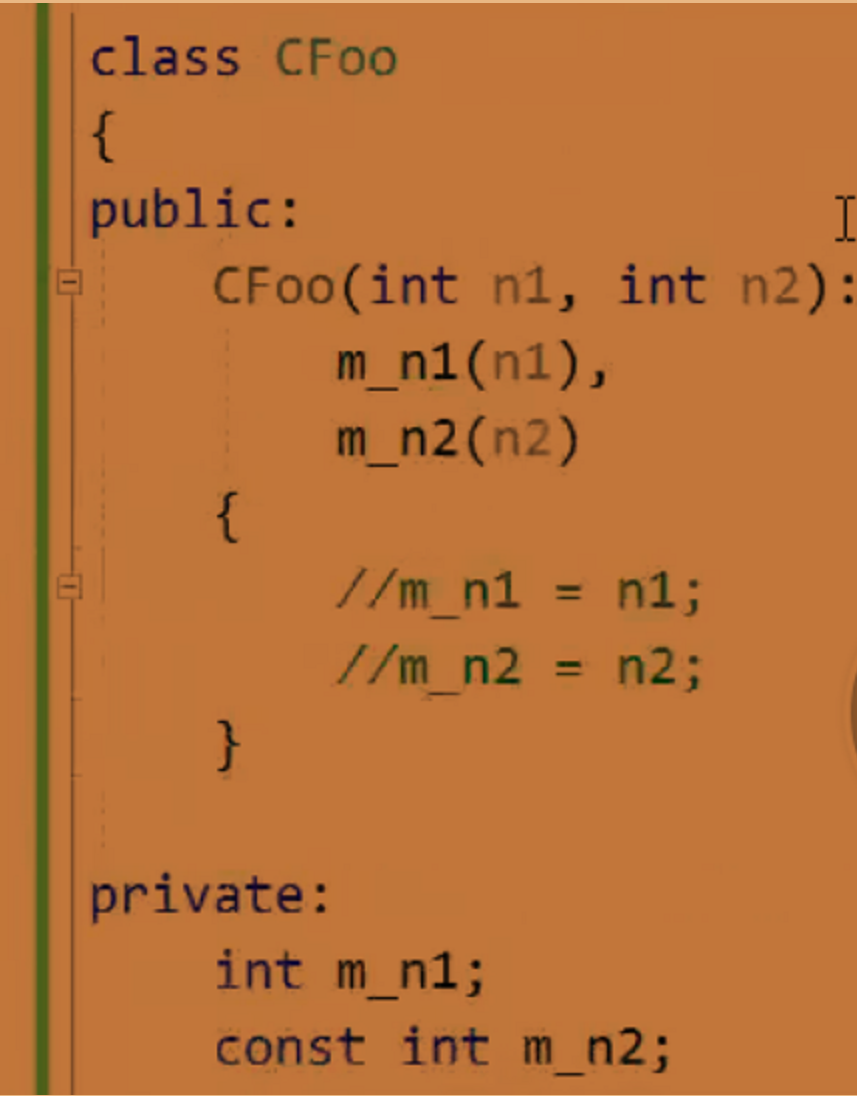 class CFoo
{
public:
    CFoo(int n1, int n2):
        m_n1(n1),
        m_n2(n2)
    {
        //m_n1 = n1;
        //m_n2 = n2;
    }

private:
    int m_n1;
    const int m_n2;